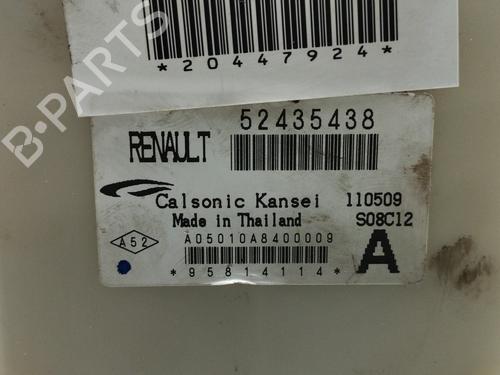 *20447924*
B-PARTS
RENAULT 52435438
Calsonic Kansei 110509
Made in Thailand S08C12
A52 A05010A8400009 A
*95814114*